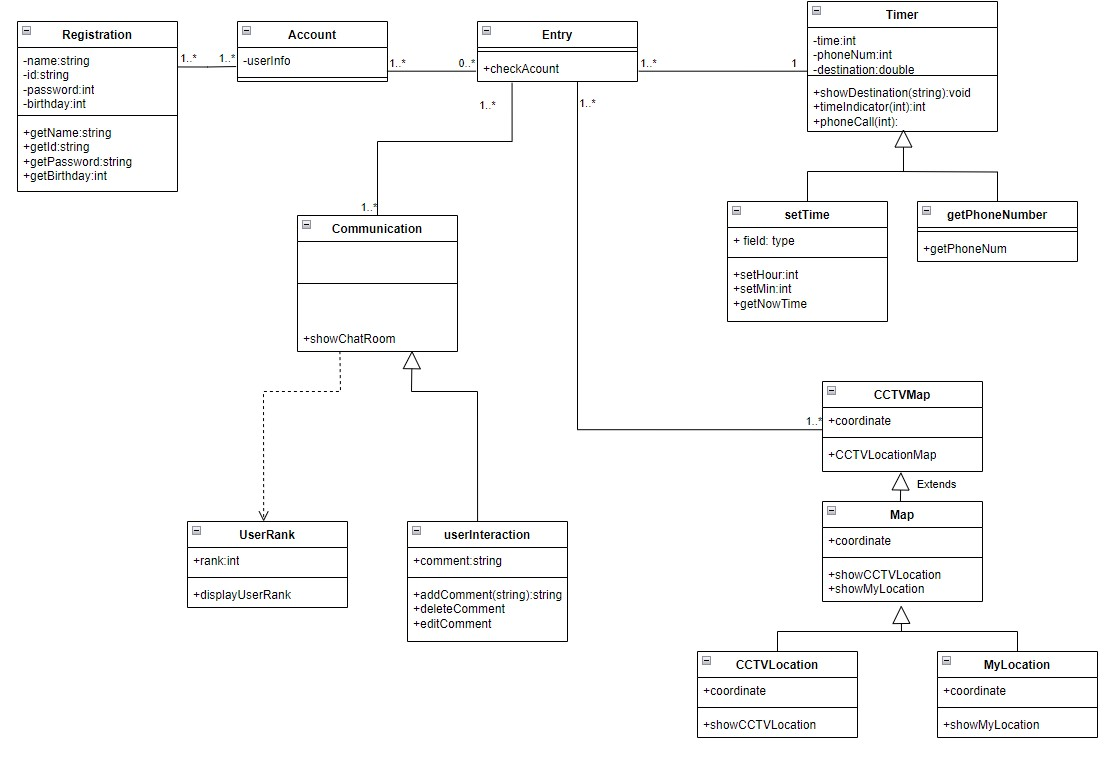 Registration
-name:string
-id:string
-password:int
-birthday:int
+getName:string
+getId:string
+getPassword:string
+getBirthday:int
1..*
1..*
Account
-userInfo
1..*
0..*
Entry
+checkAcount
1..*
1
Timer
-time:int
-phoneNum:int
-destination:double
+showDestination(string):void
+timeIndicator(int):int
+phoneCall(int):
1..*
1..*
setTime
+ field: type
+setHour:int
+setMin:int
+getNowTime
getPhoneNumber
+getPhoneNum
1..*
Communication
+showChatRoom
1..*
CCTVMap
+coordinate
+CCTVLocationMap
Extends
Map
+coordinate
+showCCTVLocation
+showMyLocation
UserRank
+rank:int
+displayUserRank
userInteraction
+comment:string
+addComment(string):string
+deleteComment
+editComment
CCTVLocation
+coordinate
+showCCTVLocation
MyLocation
+coordinate
+showMyLocation